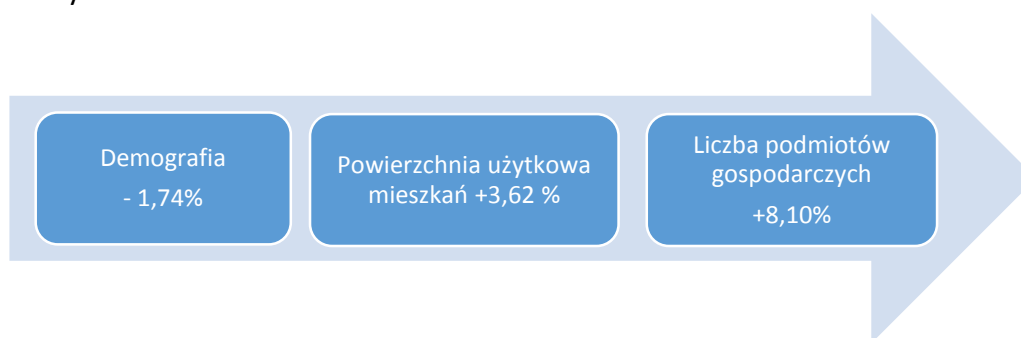 Demografia
- 1,74%
Powierzchnia użytkowa
mieszkań +3,62 %
Liczba podmiotów
gospodarczych
+8,10%